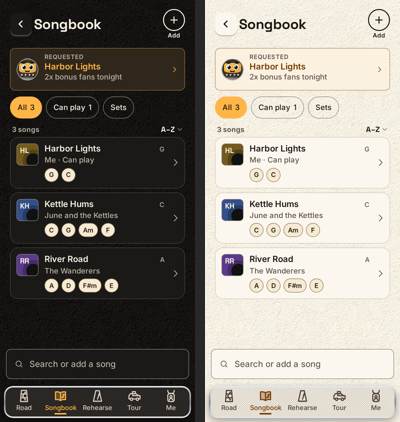 Songbook
Add
REQUESTED
Harbor Lights
2x bonus fans tonight
All 3 Can play 1 Sets
3 songs A–Z
HL Harbor Lights G
Me · Can play
G C
KH Kettle Hums C
June and the Kettles
C G Am F
RR River Road A
The Wanderers
A D F#m E
Search or add a song
Road Songbook Rehearse Tour Me
Songbook
Add
REQUESTED
Harbor Lights
2x bonus fans tonight
All 3 Can play 1 Sets
3 songs A–Z
HL Harbor Lights G
Me · Can play
G C
KH Kettle Hums C
June and the Kettles
C G Am F
RR River Road A
The Wanderers
A D F#m E
Search or add a song
Road Songbook Rehearse Tour Me